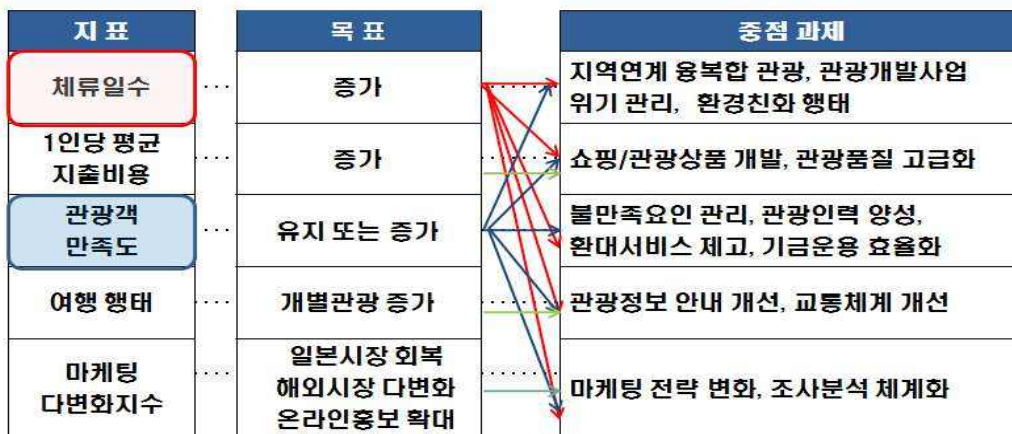 지 표
목 표
중점 과제
체류일수
증가
지역연계 융복합 관광, 관광개발사업
위기 관리, 환경친화 행태
1인당 평균
지출비용
증가
쇼핑/관광상품 개발, 관광품질 고급화
관광객
만족도
유지 또는 증가
불만족요인 관리, 관광인력 양성,
환대서비스 제고, 기금운용 효율화
여행 행태
개별관광 증가
관광정보 안내 개선, 교통체계 개선
마케팅
다변화지수
일본시장 회복
해외시장 다변화
온라인홍보 확대
마케팅 전략 변화, 조사분석 체계화